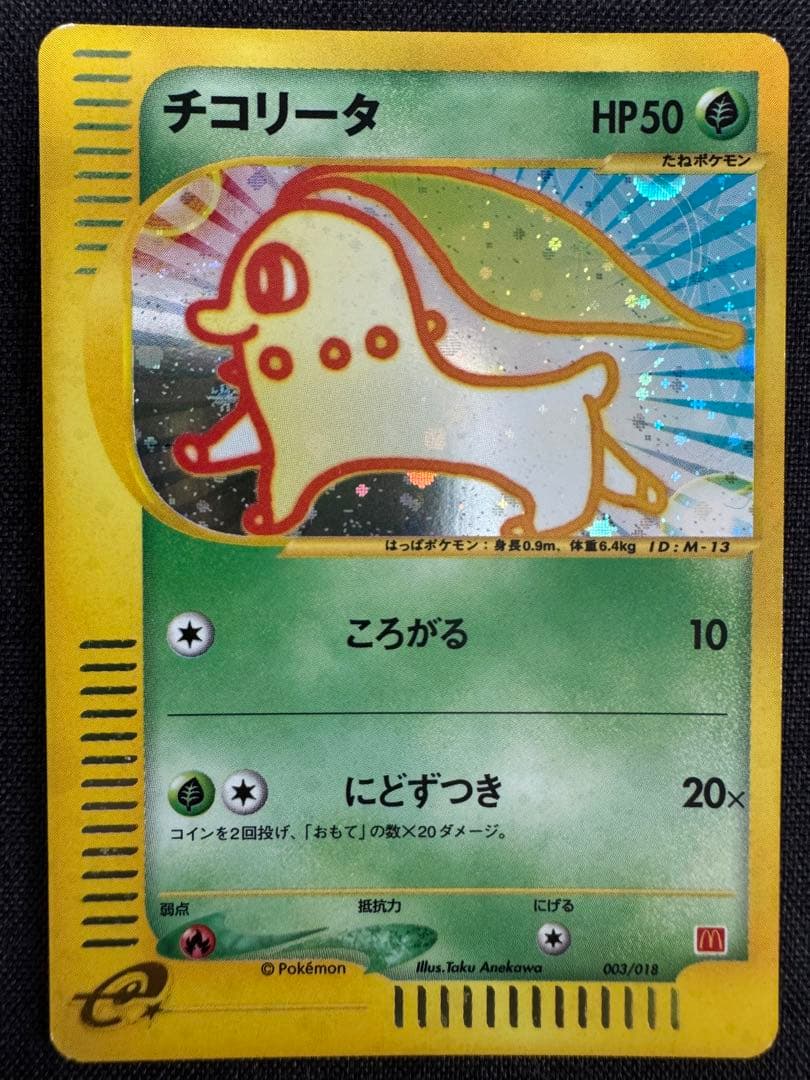 チコリータ HP50
たねポケモン
はっぱポケモン：身長0.9m、体重6.4kg ID:M-13
ころがる 10
にどずつき 20×
コインを2回投げ、「おもて」の数×20ダメージ。
弱点 抵抗力 にげる
©Pokémon Illus.Taku Anekawa 003/018
e